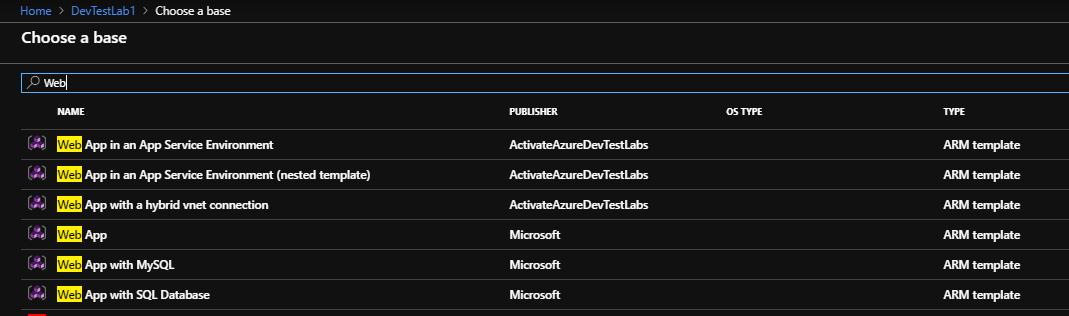 Home > DevTestLab1 > Choose a base
Choose a base
Web
NAME PUBLISHER OS TYPE TYPE
Web App in an App Service Environment ActivateAzureDevTestLabs ARM template
Web App in an App Service Environment (nested template) ActivateAzureDevTestLabs ARM template
Web App with a hybrid vnet connection ActivateAzureDevTestLabs ARM template
Web App Microsoft ARM template
Web App with MySQL Microsoft ARM template
Web App with SQL Database Microsoft ARM template